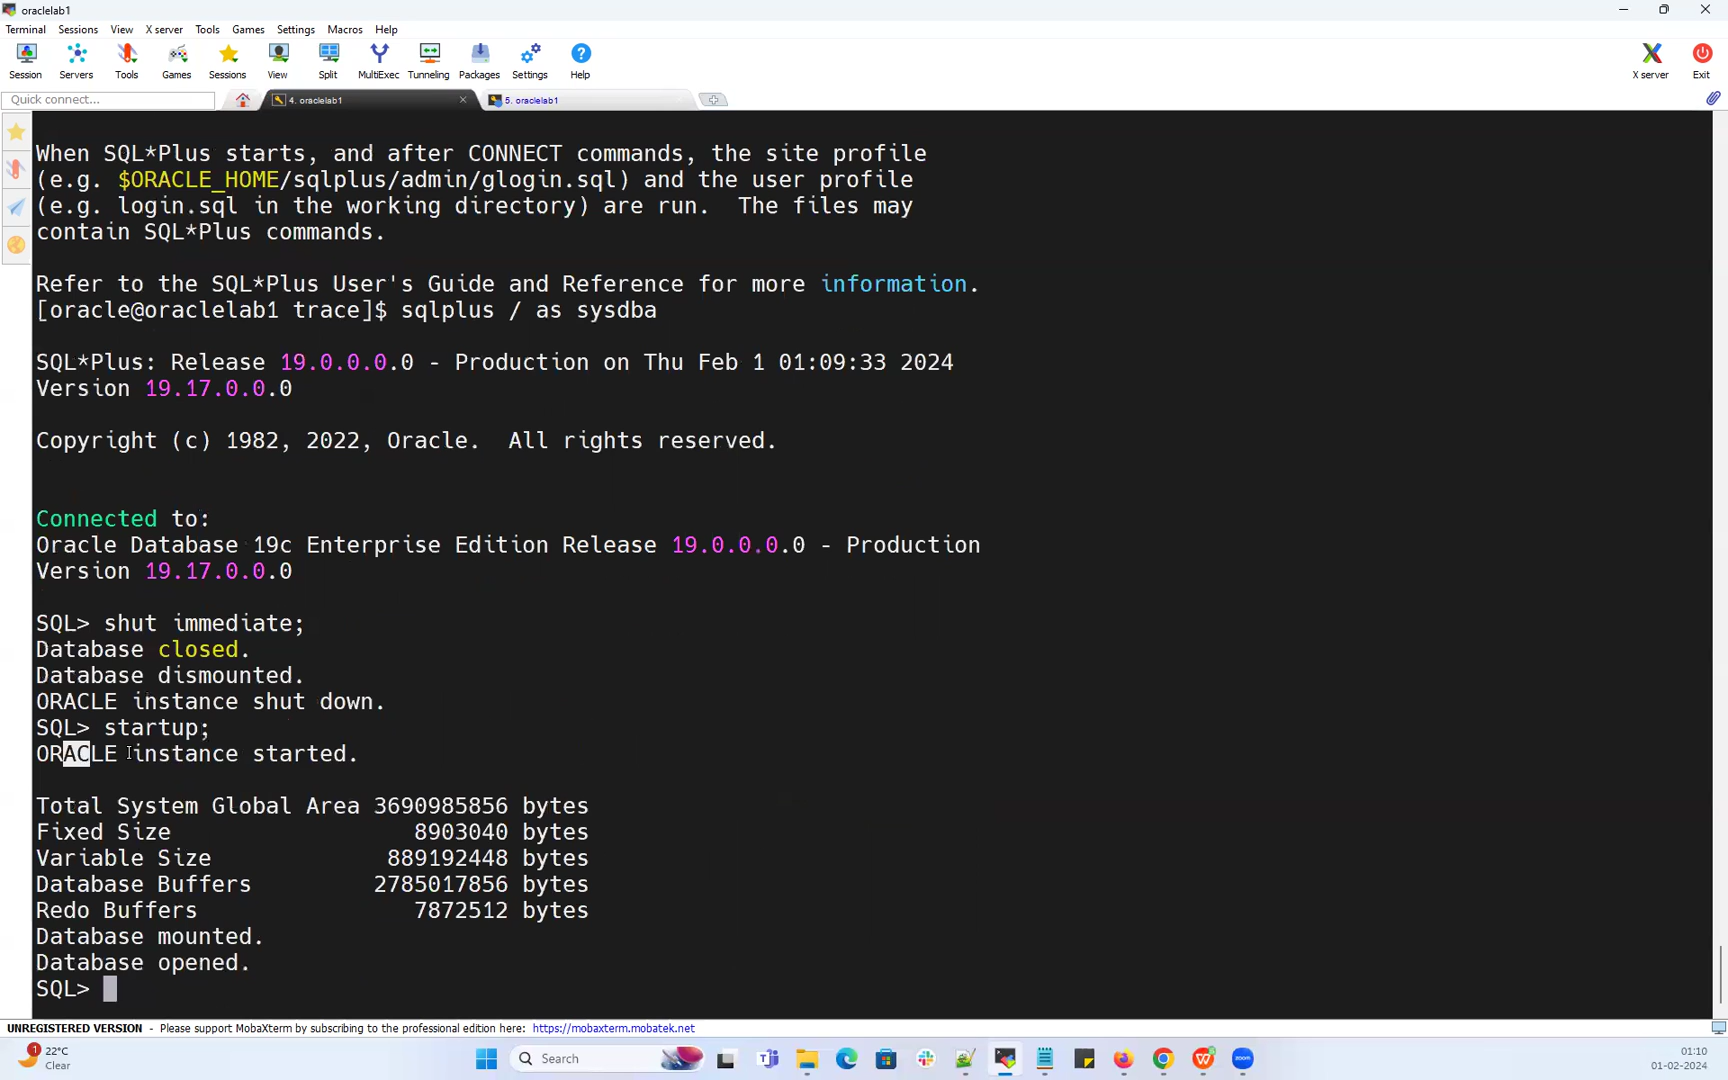 oraclelab1
Terminal Sessions View X server Tools Games Settings Macros Help
Session Servers Tools Games Sessions View Split MultiExec Tunneling Packages Settings Help X server Exit
Quick connect... 4. oraclelab1 5. oraclelab1
When SQL*Plus starts, and after CONNECT commands, the site profile
(e.g. $ORACLE_HOME/sqlplus/admin/glogin.sql) and the user profile
(e.g. login.sql in the working directory) are run.  The files may
contain SQL*Plus commands.
Refer to the SQL*Plus User's Guide and Reference for more information.
[oracle@oraclelab1 trace]$ sqlplus / as sysdba
SQL*Plus: Release 19.0.0.0.0 - Production on Thu Feb 1 01:09:33 2024
Version 19.17.0.0.0
Copyright (c) 1982, 2022, Oracle.  All rights reserved.
Connected to:
Oracle Database 19c Enterprise Edition Release 19.0.0.0.0 - Production
Version 19.17.0.0.0
SQL> shut immediate;
Database closed.
Database dismounted.
ORACLE instance shut down.
SQL> startup;
ORACLE instance started.
Total System Global Area 3690985856 bytes
Fixed Size 8903040 bytes
Variable Size 889192448 bytes
Database Buffers 2785017856 bytes
Redo Buffers 7872512 bytes
Database mounted.
Database opened.
SQL>
UNREGISTERED VERSION - Please support MobaXterm by subscribing to the professional edition here: https://mobaxterm.mobatek.net
1 22°C
Clear
Search
01:10
01-02-2024